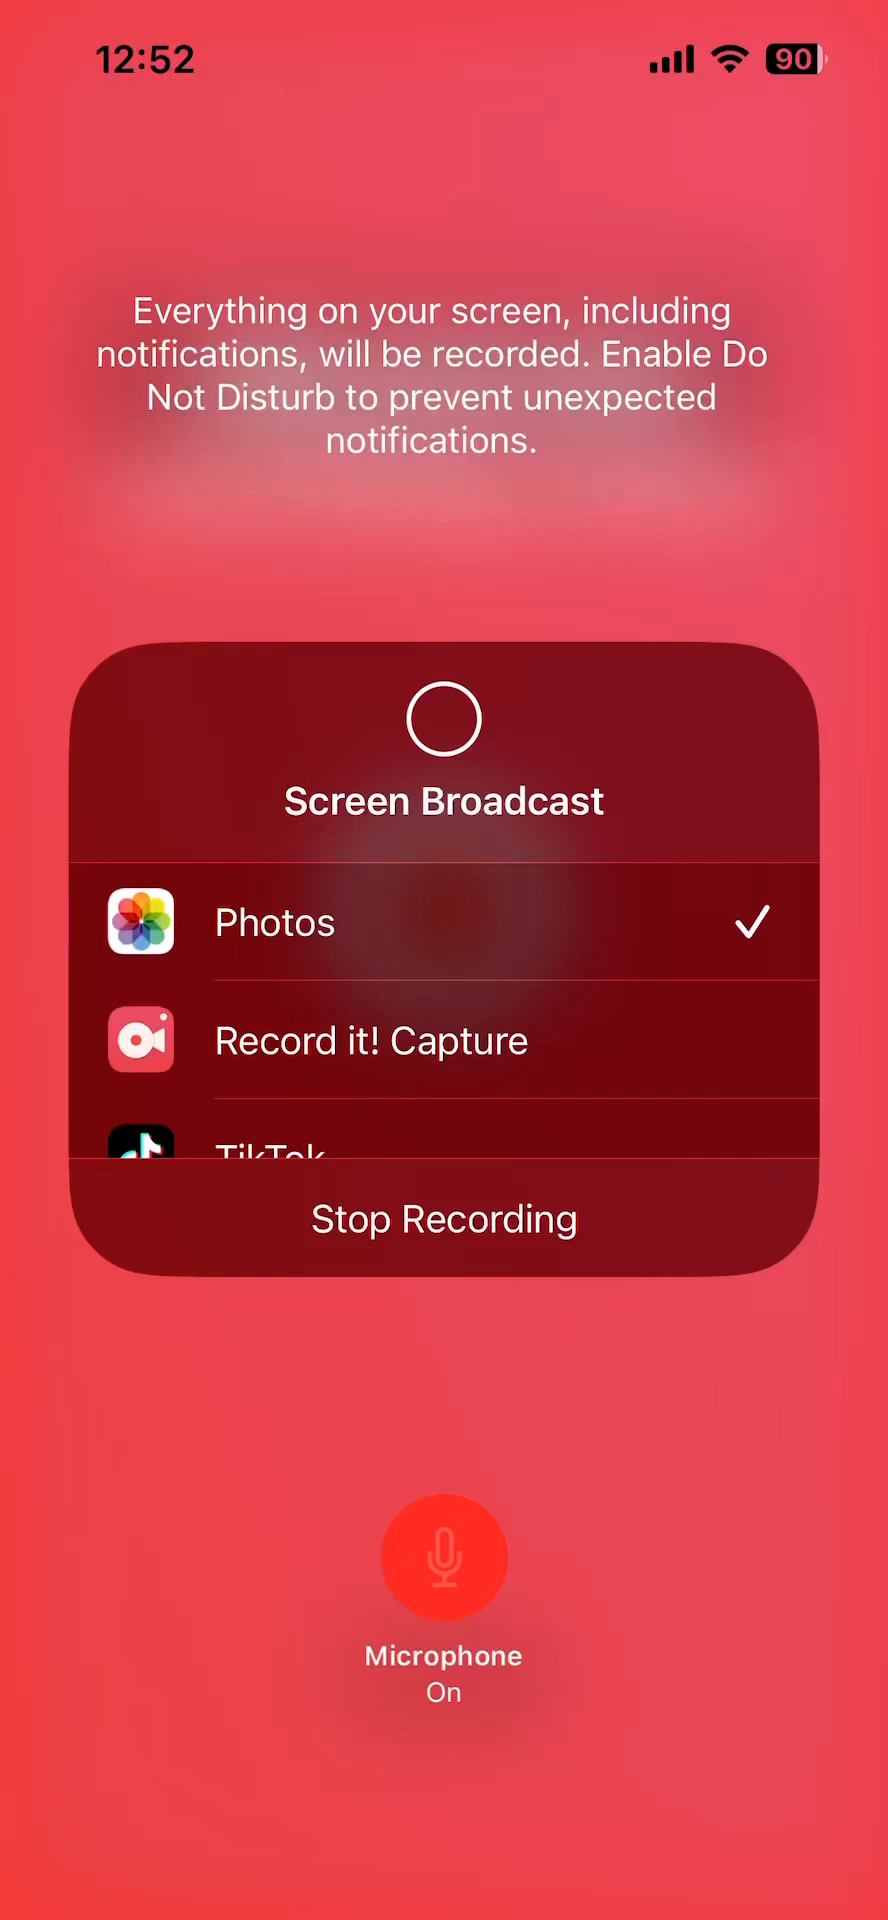 12:52
90
Everything on your screen, including
notifications, will be recorded. Enable Do
Not Disturb to prevent unexpected
notifications.
Screen Broadcast
Photos
Record it! Capture
TikTok
Stop Recording
Microphone
On